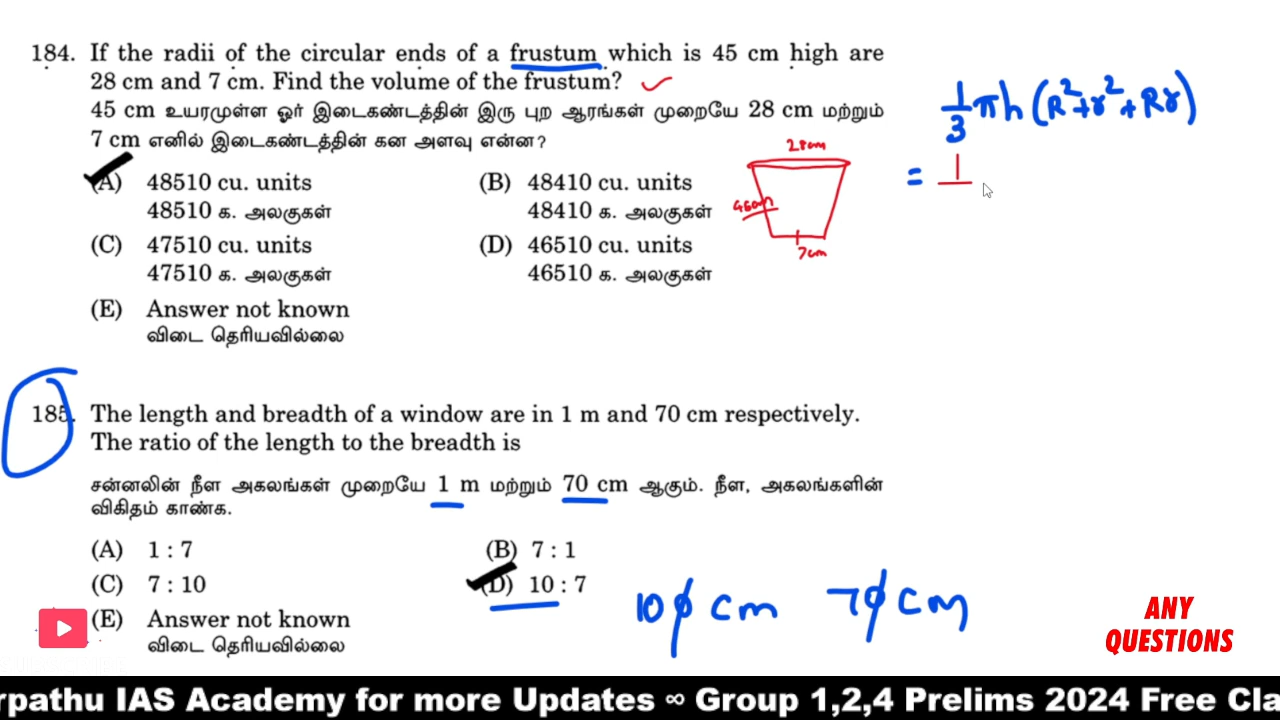 184. If the radii of the circular ends of a frustum which is 45 cm high are
28 cm and 7 cm. Find the volume of the frustum?
45 cm உயரமுள்ள ஓர் இடைகண்டத்தின் இரு புற ஆரங்கள் முறையே 28 cm மற்றும்
7 cm எனில் இடைகண்டத்தின் கன அளவு என்ன?
(A) 48510 cu. units
48510 க. அலகுகள்
(B) 48410 cu. units
48410 க. அலகுகள்
(C) 47510 cu. units
47510 க. அலகுகள்
(D) 46510 cu. units
46510 க. அலகுகள்
(E) Answer not known
விடை தெரியவில்லை
28cm
45cm
7cm
1/3 πh (R²+r²+Rr)
= 1
185. The length and breadth of a window are in 1 m and 70 cm respectively.
The ratio of the length to the breadth is
சன்னலின் நீள அகலங்கள் முறையே 1 m மற்றும் 70 cm ஆகும். நீள, அகலங்களின்
விகிதம் காண்க.
(A) 1 : 7
(B) 7 : 1
(C) 7 : 10
(D) 10 : 7
(E) Answer not known
விடை தெரியவில்லை
100 cm 70 cm
ANY
QUESTIONS
rpathu IAS Academy for more Updates ∞ Group 1,2,4 Prelims 2024 Free Cla